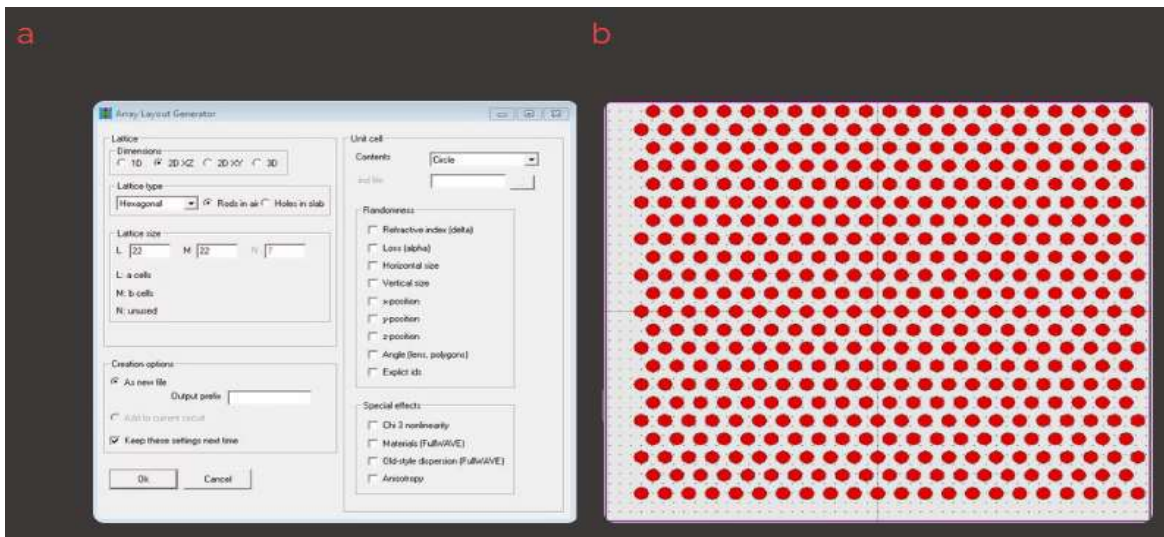 a
b
Array Layout Generator
Lattice
Dimensions
1D 2D XZ 2D XY 3D
Lattice type
Hexagonal Rods in air Holes in slab
Lattice size
L 22 M 22 N 7
L: a cells
M: b cells
N: unused
Creation options
As new file
Output prefix
Add to current circuit
Keep these settings next time
Ok Cancel
Unit cell
Contents Circle
.ind file
Randomness
Refractive index (delta)
Loss (alpha)
Horizontal size
Vertical size
x-position
y-position
z-position
Angle (lens, polygons)
Explicit ids
Special effects
Chi 3 nonlinearity
Materials (FullWAVE)
Old-style dispersion (FullWAVE)
Anisotropy